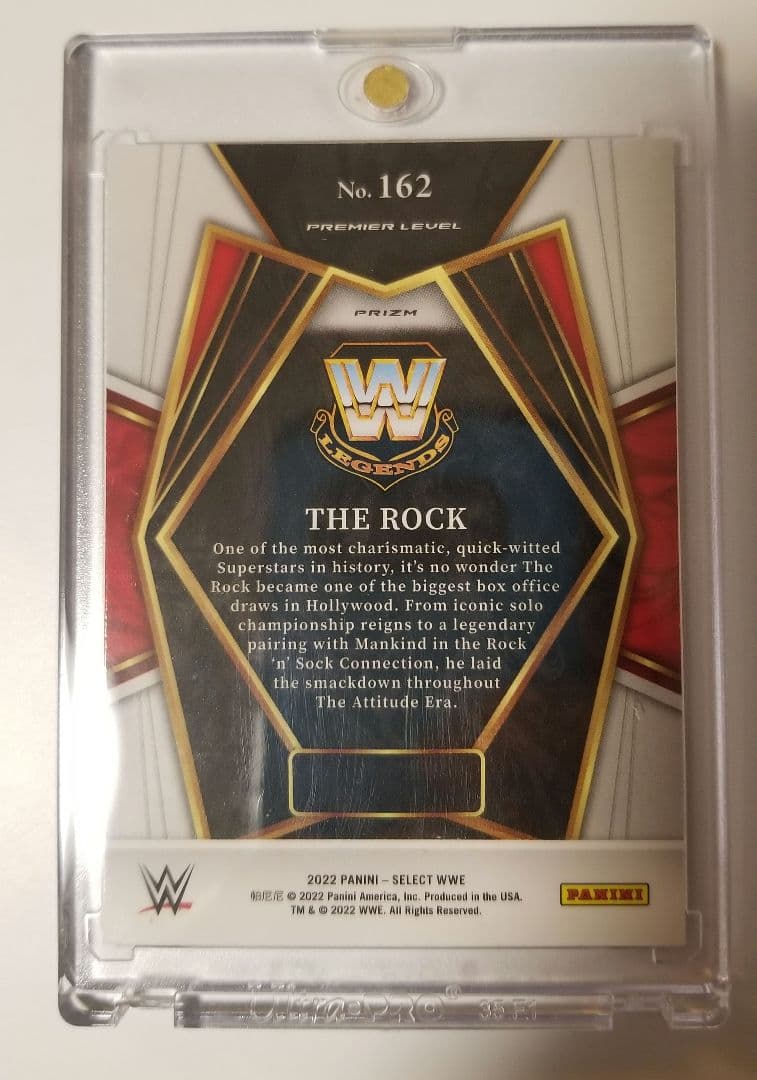 No. 162
PREMIER LEVEL
PRIZM
WW
LEGENDS
THE ROCK
One of the most charismatic, quick-witted
Superstars in history, it's no wonder The
Rock became one of the biggest box office
draws in Hollywood. From iconic solo
championship reigns to a legendary
pairing with Mankind in the Rock
'n' Sock Connection, he laid
the smackdown throughout
The Attitude Era.
2022 PANINI – SELECT WWE
帕尼尼 © 2022 Panini America, Inc. Produced in the USA.
TM & © 2022 WWE. All Rights Reserved.
W
PANINI
Ultra·PRO® 35PT